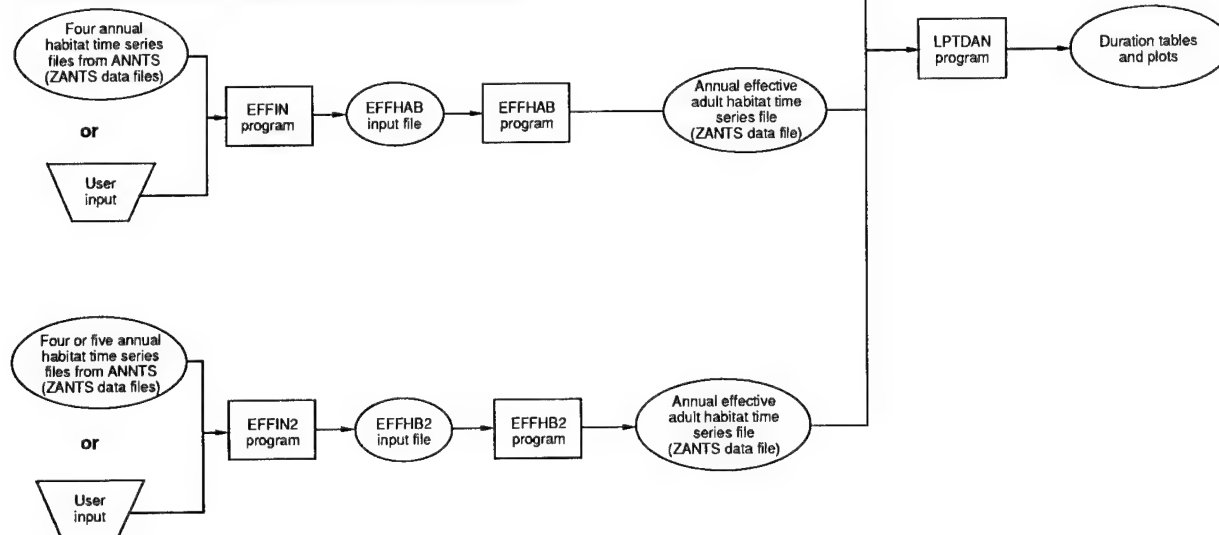 Four annual
habitat time series
files from ANNTS
(ZANTS data files)
or
User
input
EFFIN
program
EFFHAB
input file
EFFHAB
program
Annual effective
adult habitat time
series file
(ZANTS data file)
LPTDAN
program
Duration tables
and plots
Four or five annual
habitat time series
files from ANNTS
(ZANTS data files)
or
User
input
EFFIN2
program
EFFHB2
input file
EFFHB2
program
Annual effective
adult habitat time
series file
(ZANTS data file)